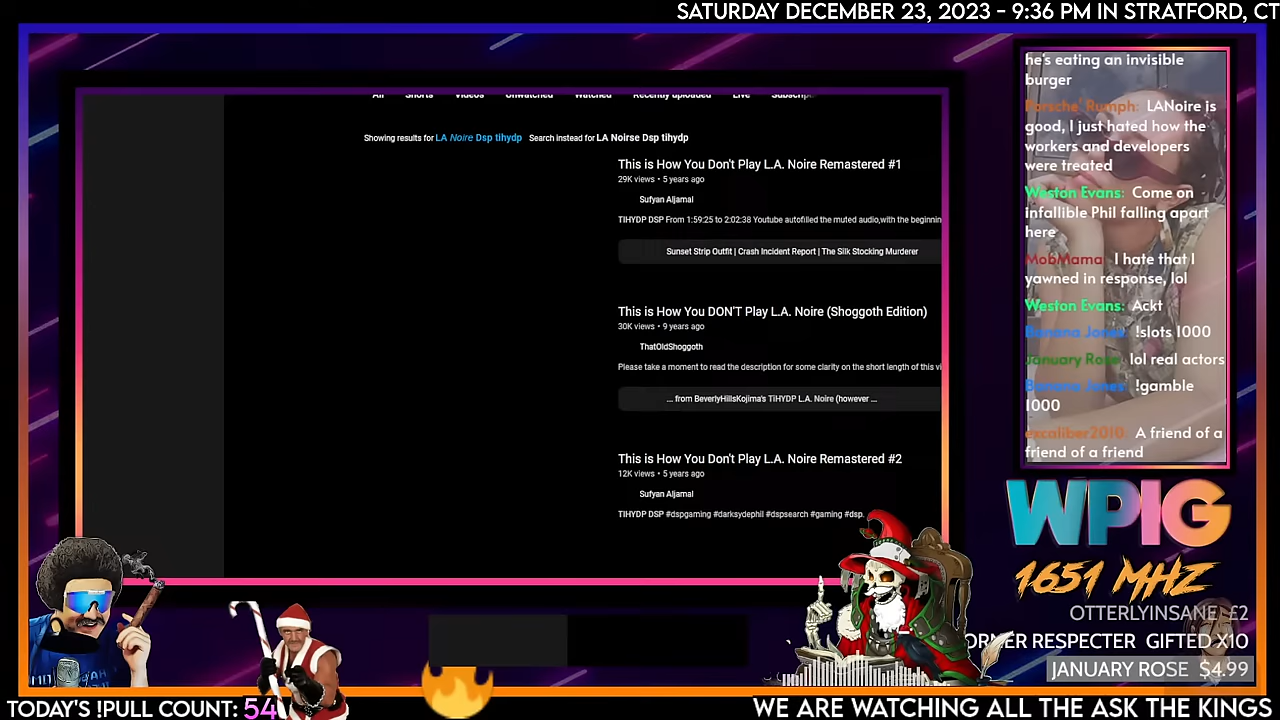 SATURDAY DECEMBER 23, 2023 - 9:36 PM IN STRATFORD, CT
All Shorts Videos Unwatched Watched Recently uploaded Live
Showing results for LA Noire Dsp tihydp Search instead for LA Noirse Dsp tihydp
This is How You Don't Play L.A. Noire Remastered #1
29K views • 5 years ago
Sufyan Aljamal
TIHYDP DSP From 1:59:25 to 2:02:38 Youtube autofilled the muted audio,with the beginnin
Sunset Strip Outfit | Crash Incident Report | The Silk Stocking Murderer
This is How You DON'T Play L.A. Noire (Shoggoth Edition)
30K views • 9 years ago
ThatOldShoggoth
Please take a moment to read the description for some clarity on the short length of this vi
... from BeverlyHillsKojima's TiHYDP L.A. Noire (however ...
This is How You Don't Play L.A. Noire Remastered #2
12K views • 5 years ago
Sufyan Aljamal
TIHYDP DSP #dspgaming #darksydephil #dspsearch #gaming #dsp.
he's eating an invisible
burger
Porsche' Rumph: LANoire is
good, I just hated how the
workers and developers
were treated
Weston Evans: Come on
infallible Phil falling apart
here
MobMama: I hate that I
yawned in response, lol
Weston Evans: Ackt
Banana Jones: !slots 1000
January Rose: lol real actors
Banana Jones: !gamble
1000
excaliber2010: A friend of a
friend of a friend
WPIG
1651 MHZ
OTTERLYINSANE £2
RESPECTER GIFTED X10
JANUARY ROSE $4.99
TODAY'S !PULL COUNT: 54
WE ARE WATCHING ALL THE ASK THE KINGS